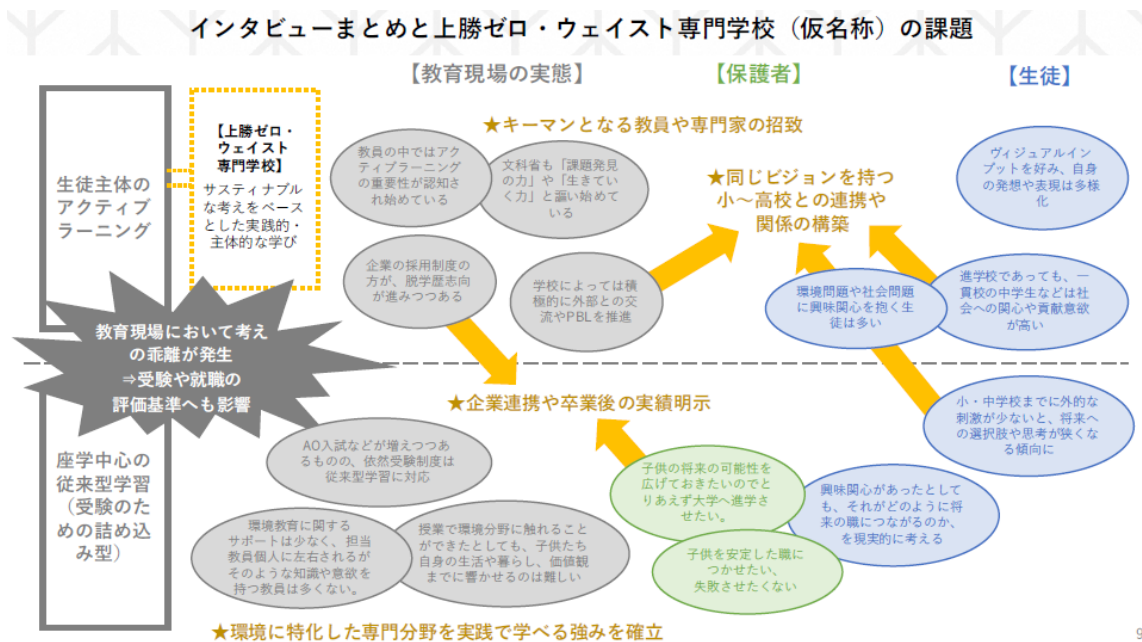 インタビューまとめと上勝ゼロ・ウェイスト専門学校（仮名称）の課題
【教育現場の実態】
【保護者】
【生徒】
生徒主体の
アクティブ
ラーニング
【上勝ゼロ・
ウェイスト
専門学校】
サスティナブル
な考えをベース
とした実践的・
主体的な学び
★キーマンとなる教員や専門家の招致
教員の中ではアク
ティブラーニング
の重要性が認知さ
れ始めている
文科省も「課題発見
の力」や「生きてい
く力」と謳い始めて
いる
企業の採用制度の
方が、脱学歴志向
が進みつつある
学校によっては積
極的に外部との交
流やPBLを推進
★同じビジョンを持つ
小～高校との連携や
関係の構築
ヴィジュアルイン
プットを好み、自身
の発想や表現は多様
化
環境問題や社会問題
に興味関心を抱く生
徒は多い
進学校であっても、一
貫校の中学生などは社
会への関心や貢献意欲
が高い
教育現場において考え
の乖離が発生
⇒受験や就職の
評価基準へも影響
★企業連携や卒業後の実績明示
小・中学校までに外的な
刺激が少ないと、将来へ
の選択肢や思考が狭くな
る傾向に
座学中心の
従来型学習
（受験のた
めの詰め込
み型）
AO入試などが増えつつあ
るものの、依然受験制度は
従来型学習に対応
環境教育に関する
サポートは少なく、担当
教員個人に左右されるが
そのような知識や意欲を
持つ教員は多くない。
授業で環境分野に触れること
ができたとしても、子供たち
自身の生活や暮らし、価値観
までに響かせるのは難しい
子供の将来の可能性を
広げておきたいのでと
りあえず大学へ進学さ
せたい。
子供を安定した職に
つかせたい、
失敗させたくない
興味関心があったとして
も、それがどのように将
来の職につながるのか、
を現実的に考える
★環境に特化した専門分野を実践で学べる強みを確立
9